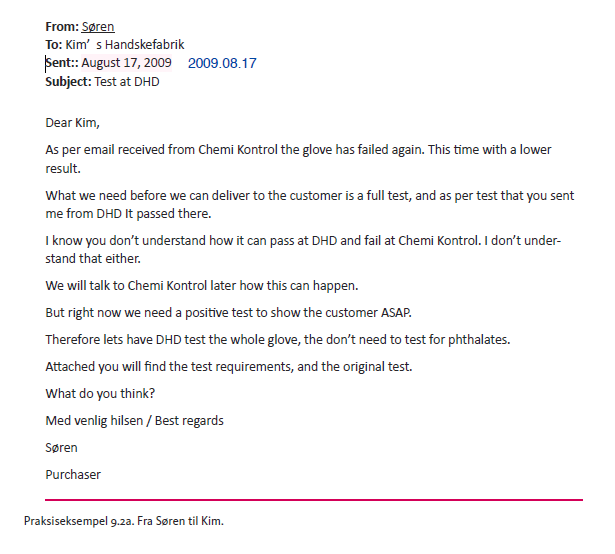 From: Søren
To: Kim' s Handskefabrik
Sent:: August 17, 2009 2009.08.17
Subject: Test at DHD
Dear Kim,
As per email received from Chemi Kontrol the glove has failed again. This time with a lower
result.
What we need before we can deliver to the customer is a full test, and as per test that you sent
me from DHD It passed there.
I know you don't understand how it can pass at DHD and fail at Chemi Kontrol. I don't under-
stand that either.
We will talk to Chemi Kontrol later how this can happen.
But right now we need a positive test to show the customer ASAP.
Therefore lets have DHD test the whole glove, the don't need to test for phthalates.
Attached you will find the test requirements, and the original test.
What do you think?
Med venlig hilsen / Best regards
Søren
Purchaser
Praksiseksempel 9.2a. Fra Søren til Kim.